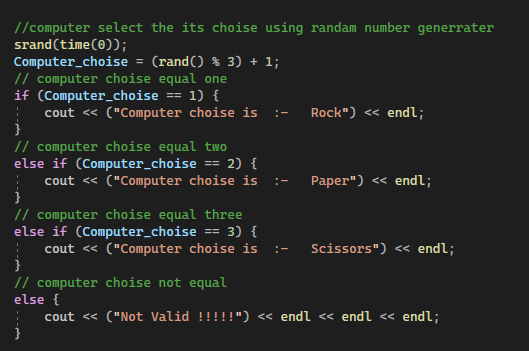 //computer select the its choise using randam number generrater
srand(time(0));
Computer_choise = (rand() % 3) + 1;
// computer choise equal one
if (Computer_choise == 1) {
    cout << ("Computer choise is  :-   Rock") << endl;
}
// computer choise equal two
else if (Computer_choise == 2) {
    cout << ("Computer choise is  :-   Paper") << endl;
}
// computer choise equal three
else if (Computer_choise == 3) {
    cout << ("Computer choise is  :-   Scissors") << endl;
}
// computer choise not equal
else {
    cout << ("Not Valid !!!!!") << endl << endl << endl;
}